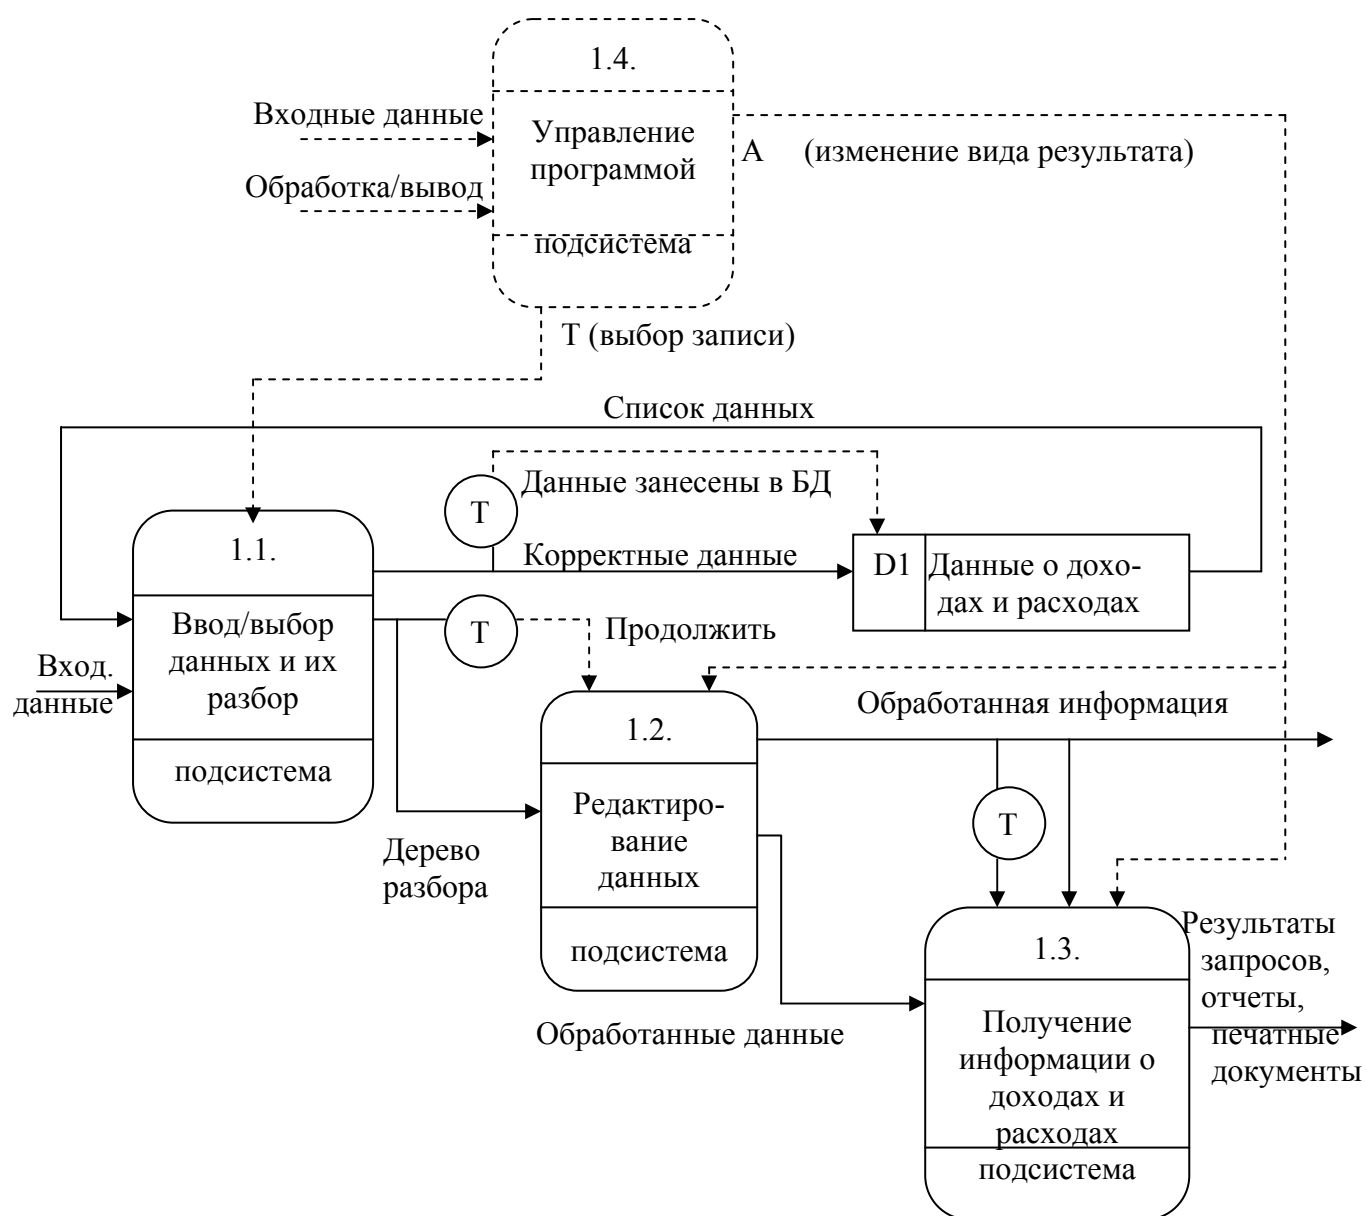 1.4.
Входные данные
Управление
программой
А (изменение вида результата)
Обработка/вывод
подсистема
Т (выбор записи)
Список данных
Данные занесены в БД
Т
1.1.
Корректные данные
D1
Данные о дохо-
дах и расходах
Ввод/выбор
данных и их
разбор
Т
Продолжить
Вход.
данные
Обработанная информация
1.2.
подсистема
Редактиро-
вание
данных
Т
Дерево
разбора
подсистема
1.3.
Результаты
запросов,
отчеты,
печатные
документы
Обработанные данные
Получение
информации о
доходах и
расходах
подсистема